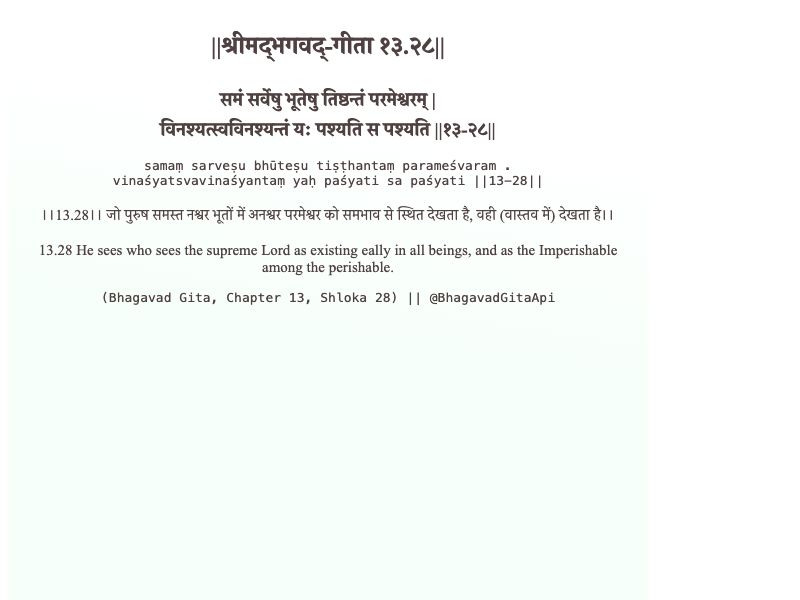 ||श्रीमद्‍भगवद्‍-गीता १३.२८||
समं सर्वेषु भूतेषु तिष्ठन्तं परमेश्वरम् |
विनश्यत्स्वविनश्यन्तं यः पश्यति स पश्यति ||१३-२८||
samaṃ sarveṣu bhūteṣu tiṣṭhantaṃ parameśvaram .
vinaśyatsvavinaśyantaṃ yaḥ paśyati sa paśyati ||13-28||
।।13.28।। जो पुरुष समस्त नश्वर भूतों में अनश्वर परमेश्वर को समभाव से स्थित देखता है, वही (वास्तव में) देखता है।।
13.28 He sees who sees the supreme Lord as existing eally in all beings, and as the Imperishable
among the perishable.
(Bhagavad Gita, Chapter 13, Shloka 28) || @BhagavadGitaApi